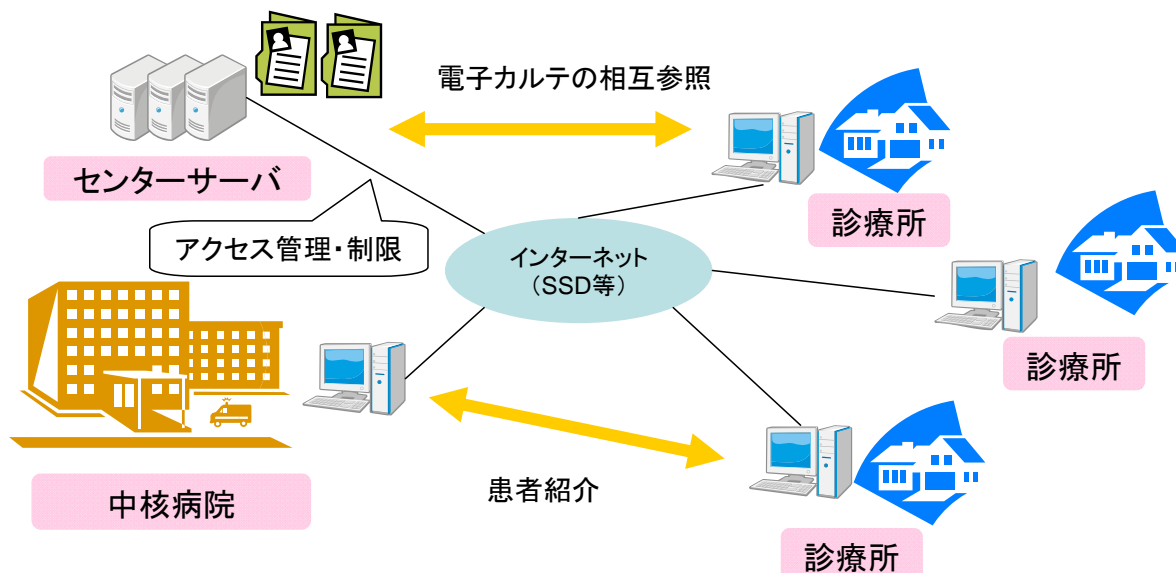 電子カルテの相互参照
センターサーバ
診療所
アクセス管理・制限
インターネット
（SSD等）
診療所
中核病院
患者紹介
診療所